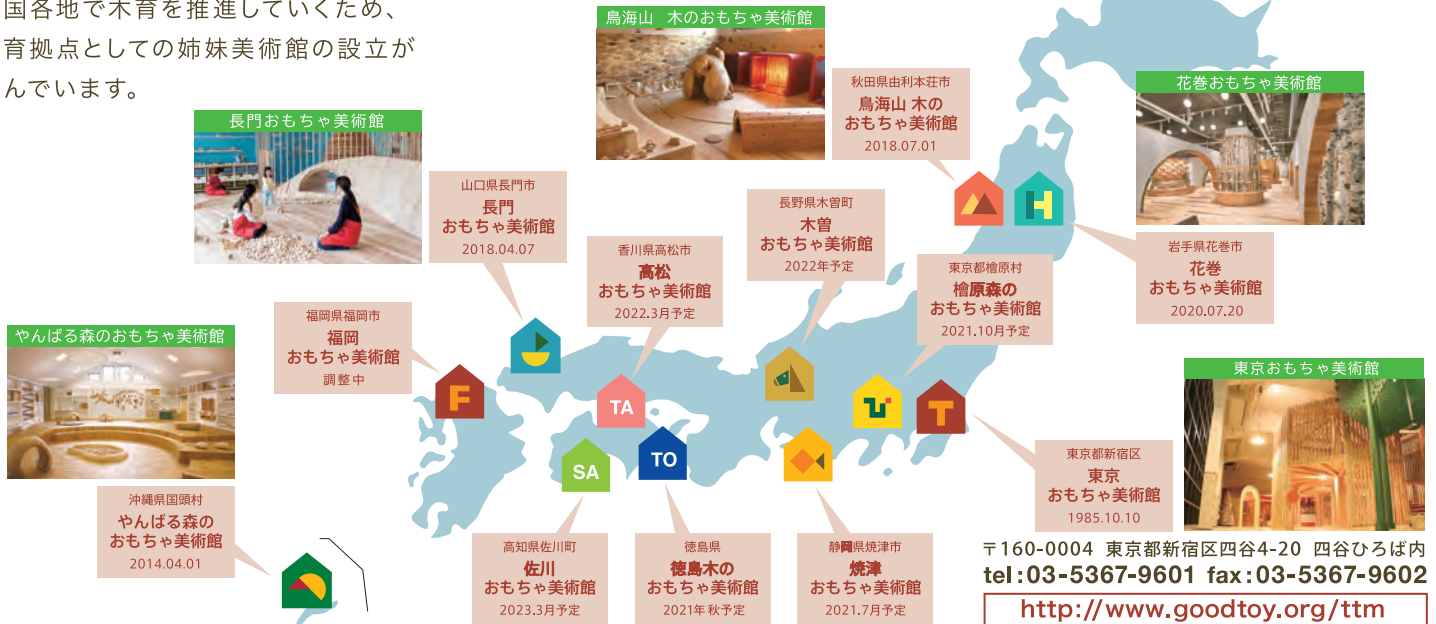 国各地で木育を推進していくため、
育拠点としての姉妹美術館の設立が
んでいます。
鳥海山 木のおもちゃ美術館
秋田県由利本荘市
鳥海山 木の
おもちゃ美術館
2018.07.01
花巻おもちゃ美術館
長門おもちゃ美術館
山口県長門市
長門
おもちゃ美術館
2018.04.07
長野県木曽町
木曽
おもちゃ美術館
2022年予定
香川県高松市
高松
おもちゃ美術館
2022.3月予定
東京都檜原村
檜原森の
おもちゃ美術館
2021.10月予定
岩手県花巻市
花巻
おもちゃ美術館
2020.07.20
福岡県福岡市
福岡
おもちゃ美術館
調整中
やんばる森のおもちゃ美術館
東京おもちゃ美術館
H
F
TA
T
SA
TO
東京都新宿区
東京
おもちゃ美術館
1985.10.10
沖縄県国頭村
やんばる森の
おもちゃ美術館
2014.04.01
高知県佐川町
佐川
おもちゃ美術館
2023.3月予定
徳島県
徳島木の
おもちゃ美術館
2021年秋予定
静岡県焼津市
焼津
おもちゃ美術館
2021.7月予定
〒160-0004 東京都新宿区四谷4-20 四谷ひろば内
tel:03-5367-9601 fax:03-5367-9602
http://www.goodtoy.org/ttm